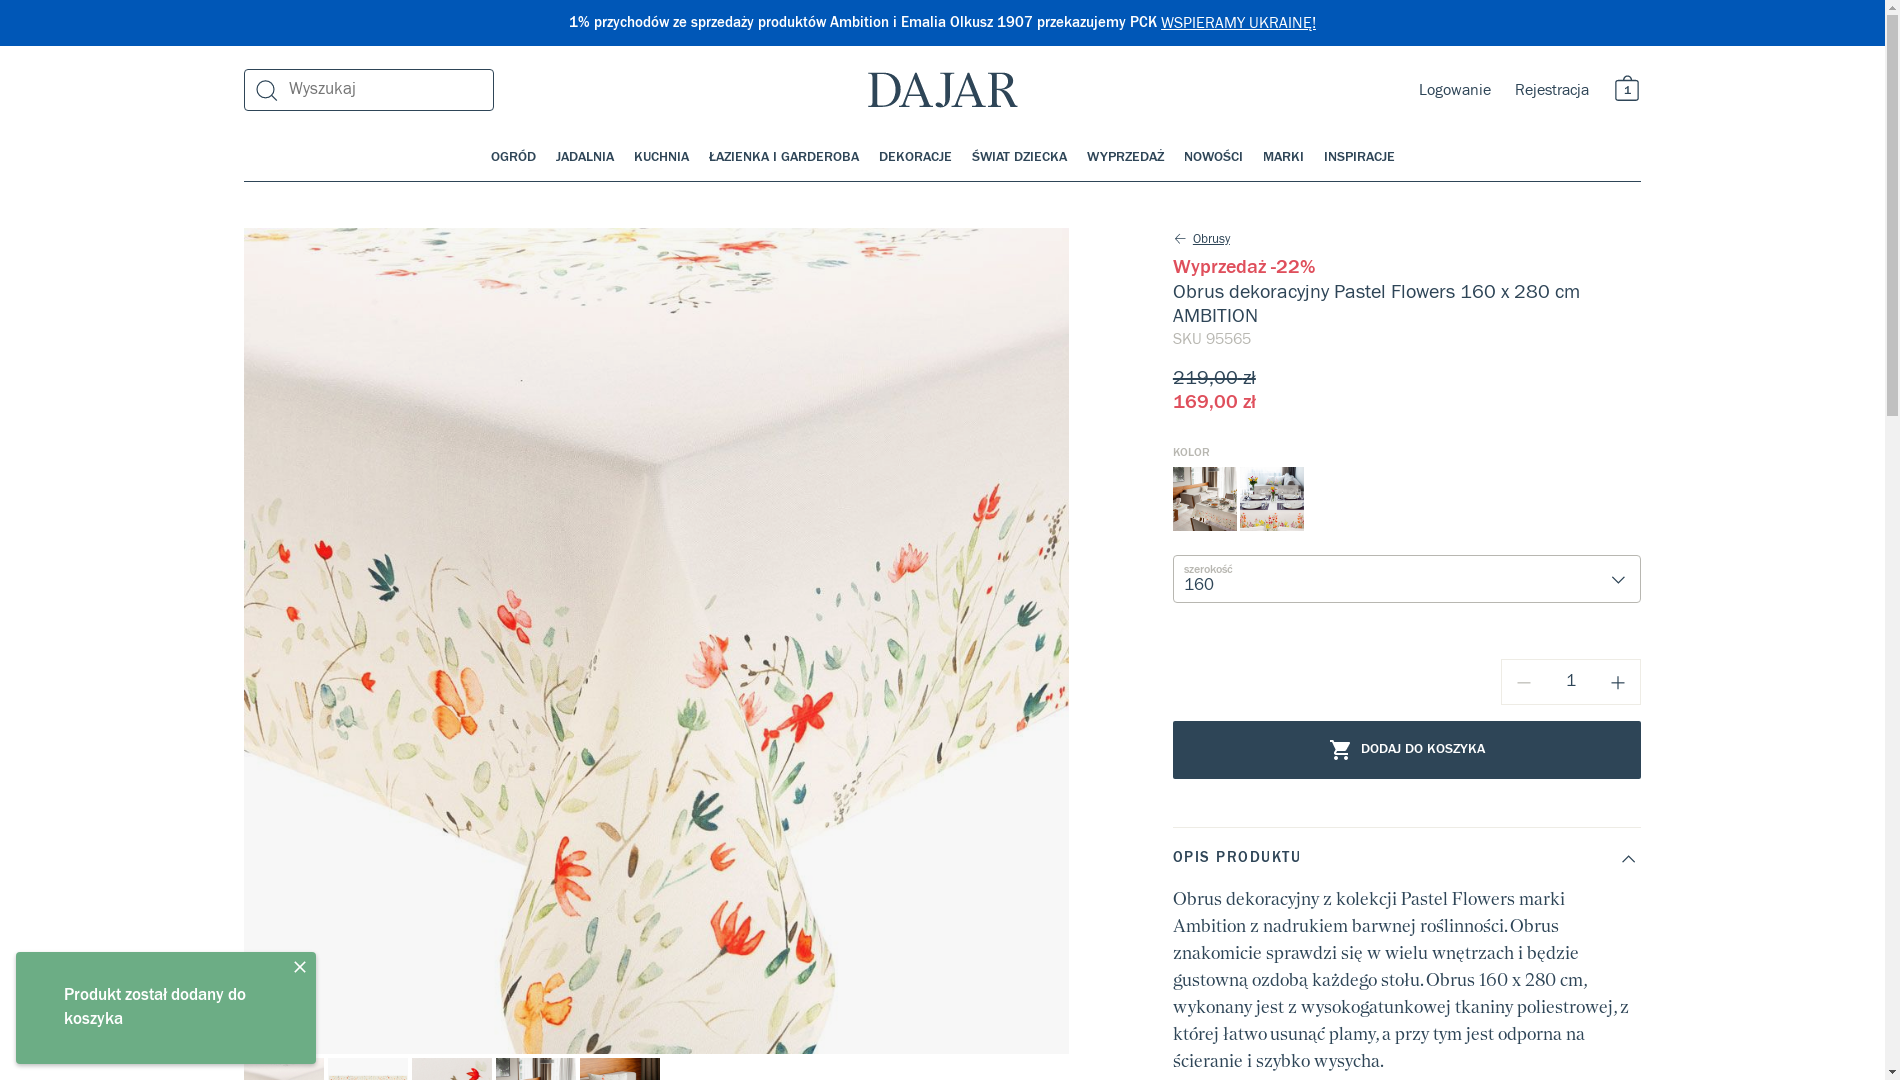 1% przychodów ze sprzedaży produktów Ambition i Emalia Olkusz 1907 przekazujemy PCK WSPIERAMY UKRAINĘ!
Wyszukaj
DAJAR
Logowanie
Rejestracja
1
OGRÓD JADALNIA KUCHNIA ŁAZIENKA I GARDEROBA DEKORACJE ŚWIAT DZIECKA WYPRZEDAŻ NOWOŚCI MARKI INSPIRACJE
Obrusy
Wyprzedaż -22%
Obrus dekoracyjny Pastel Flowers 160 x 280 cm
AMBITION
SKU 95565
219,00 zł
169,00 zł
KOLOR
szerokość
160
1
DODAJ DO KOSZYKA
OPIS PRODUKTU
Obrus dekoracyjny z kolekcji Pastel Flowers marki
Ambition z nadrukiem barwnej roślinności. Obrus
znakomicie sprawdzi się w wielu wnętrzach i będzie
gustowną ozdobą każdego stołu. Obrus 160 x 280 cm,
wykonany jest z wysokogatunkowej tkaniny poliestrowej, z
której łatwo usunąć plamy, a przy tym jest odporna na
ścieranie i szybko wysycha.
Produkt został dodany do
koszyka